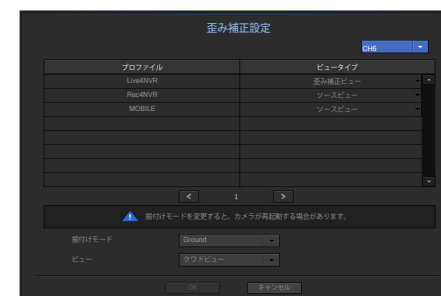 歪み補正設定
CH6
プロファイル ビュータイプ
Live4NVR 歪み補正ビュー
Rec4NVR ソースビュー
MOBILE ソースビュー
< 1 >
据付けモードを変更すると、カメラが再起動する場合があります。
据付けモード Ground
ビュー クワドビュー
OK キャンセル